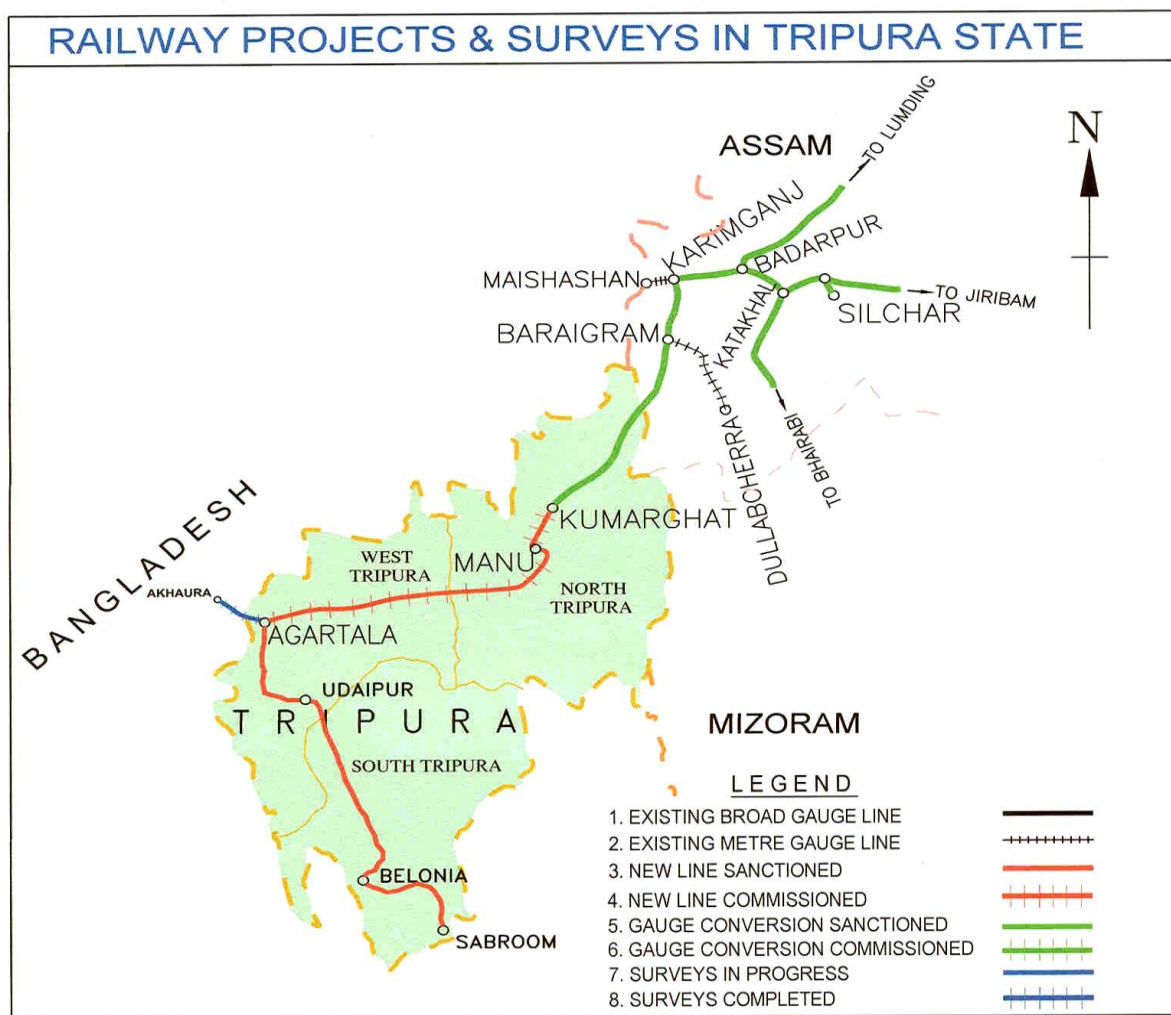 RAILWAY PROJECTS & SURVEYS IN TRIPURA STATE
ASSAM
TO LUMDING
N
KARIMGANJ
BADARPUR
MAISHASHAN
TO JIRIBAM
SILCHAR
KATAKHAL
BARAIGRAM
DULLABCHERRA
TO BHAIRABI
KUMARGHAT
BANGLADESH
WEST
TRIPURA
MANU
NORTH
TRIPURA
AKHAURA
AGARTALA
UDAIPUR
TRIPURA
MIZORAM
SOUTH TRIPURA
BELONIA
SABROOM
LEGEND
1. EXISTING BROAD GAUGE LINE
2. EXISTING METRE GAUGE LINE
3. NEW LINE SANCTIONED
4. NEW LINE COMMISSIONED
5. GAUGE CONVERSION SANCTIONED
6. GAUGE CONVERSION COMMISSIONED
7. SURVEYS IN PROGRESS
8. SURVEYS COMPLETED